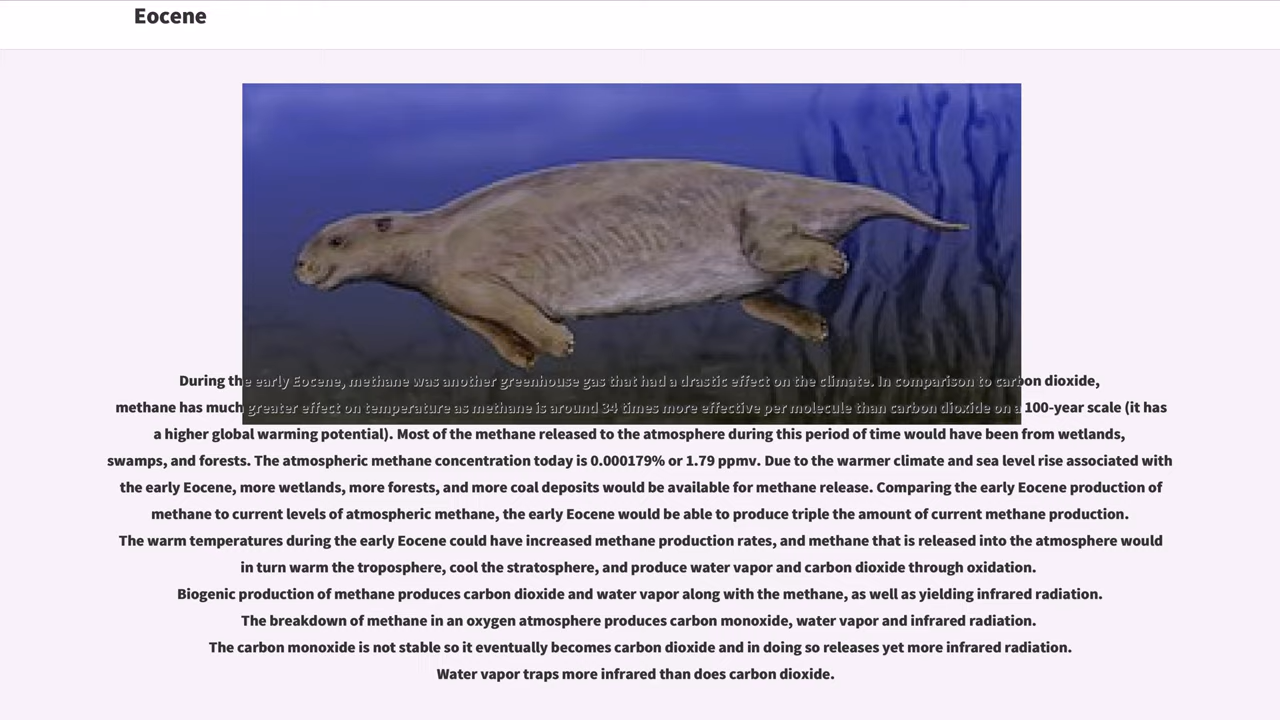 Eocene
During the early Eocene, methane was another greenhouse gas that had a drastic effect on the climate. In comparison to carbon dioxide,
methane has much greater effect on temperature as methane is around 34 times more effective per molecule than carbon dioxide on a 100-year scale (it has
a higher global warming potential). Most of the methane released to the atmosphere during this period of time would have been from wetlands,
swamps, and forests. The atmospheric methane concentration today is 0.000179% or 1.79 ppmv. Due to the warmer climate and sea level rise associated with
the early Eocene, more wetlands, more forests, and more coal deposits would be available for methane release. Comparing the early Eocene production of
methane to current levels of atmospheric methane, the early Eocene would be able to produce triple the amount of current methane production.
The warm temperatures during the early Eocene could have increased methane production rates, and methane that is released into the atmosphere would
in turn warm the troposphere, cool the stratosphere, and produce water vapor and carbon dioxide through oxidation.
Biogenic production of methane produces carbon dioxide and water vapor along with the methane, as well as yielding infrared radiation.
The breakdown of methane in an oxygen atmosphere produces carbon monoxide, water vapor and infrared radiation.
The carbon monoxide is not stable so it eventually becomes carbon dioxide and in doing so releases yet more infrared radiation.
Water vapor traps more infrared than does carbon dioxide.